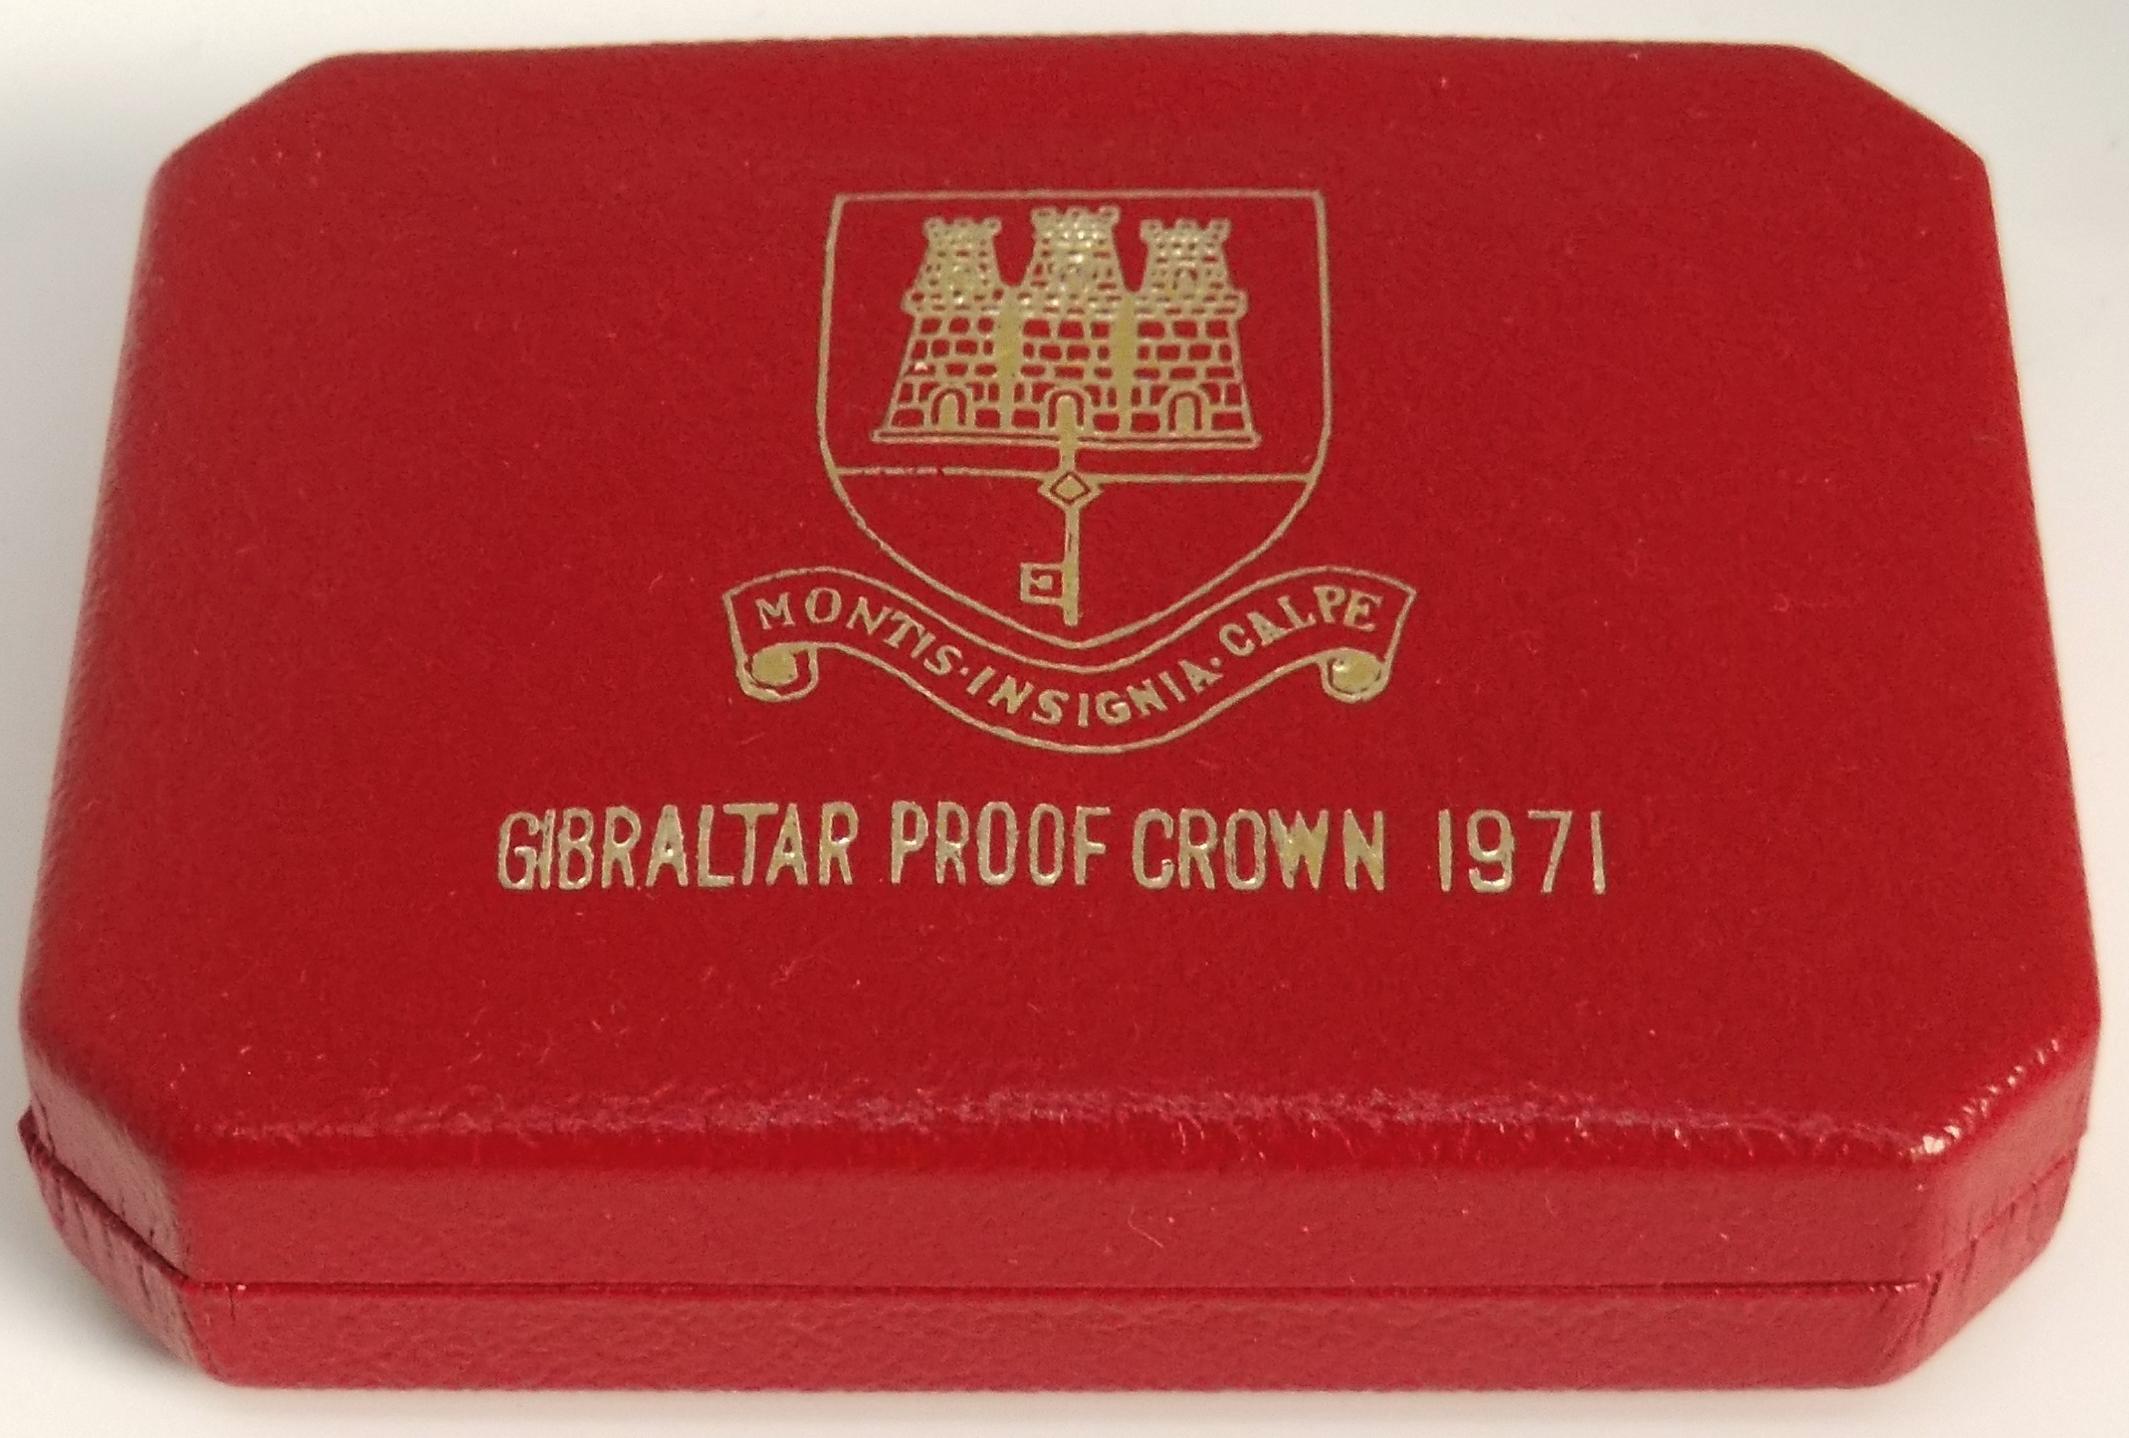 MONTIS·INSIGNIA·CALPE
GIBRALTAR PROOF CROWN 1971